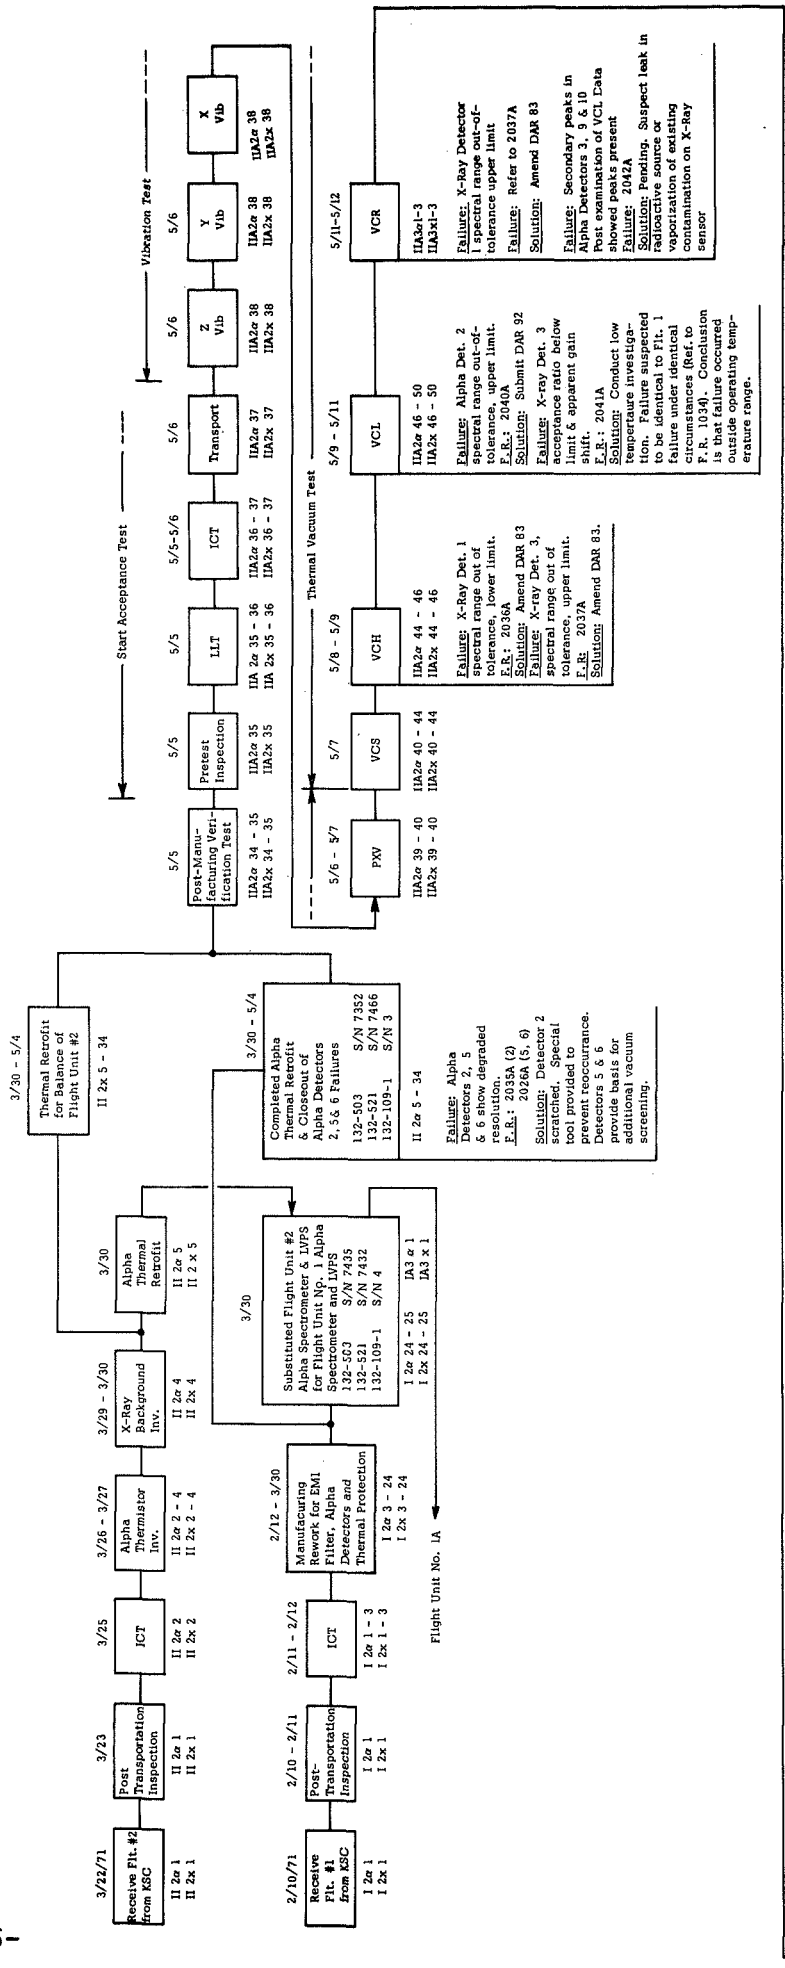 3/22/71
Receive Flt. #2
from KSC
II 2α 1
II 2x 1
3/23
Post
Transportation
Inspection
II 2α 1
II 2x 1
3/25
ICT
II 2α 2
II 2x 2
3/26 - 3/27
Alpha
Thermistor
Inv.
II 2α 2 - 4
II 2x 2 - 4
3/29 - 3/30
X-Ray
Background
Inv.
II 2α 4
II 2x 4
3/30
Alpha
Thermal
Retrofit
II 2α 5
II 2 x 5
3/30 - 5/4
Thermal Retrofit
for Balance of
Flight Unit #2
II 2x 5 - 34
2/10/71
Receive
Flt. #1
from KSC
I 2α 1
I 2x 1
2/10 - 2/11
Post-
Transportation
Inspection
I 2α 1
I 2x 1
2/11 - 2/12
ICT
I 2α 1 - 3
I 2x 1 - 3
2/12 - 3/30
Manufacuring
Rework for EMI
Filter, Alpha
Detectors and
Thermal Protection
I 2α 3 - 24
I 2x 3 - 24
3/30
Substituted Flight Unit #2
Alpha Spectrometer & LVPS
for Flight Unit No. 1 Alpha
Spectrometer and LVPS
132-503 S/N 7435
132-521 S/N 7432
132-109-1 S/N 4
I 2α 24 - 25 IA3 α 1
I 2x 24 - 25 IA3 x 1
Flight Unit No. 1A
3/30 - 5/4
Completed Alpha
Thermal Retrofit
& Closeout of
Alpha Detectors
2,5& 6 Failures
132-503 S/N 7352
132-521 S/N 7466
132-109-1 S/N 3
II 2α 5 - 34
Failure: Alpha
Detectors 2, 5
& 6 show degraded
resolution.
F.R.: 2035A (2)
2026A (5, 6)
Solution: Detector 2
scratched. Special
tool provided to
prevent reoccurrance.
Detectors 5 & 6
provide basis for
additional vacuum
screening.
Start Acceptance Test
Vibration Test
5/5
Post-Manu-
facturing Veri-
fication Test
IIA2α 34 - 35
IIA2x 34 - 35
5/5
Pretest
Inspection
IIA2α 35
IIA2x 35
5/5
LLT
IIA 2α 35 - 36
IIA 2x 35 - 36
5/5-5/6
ICT
IIA2α 36 - 37
IIA2x 36 - 37
5/6
Transport
IIA2α 37
IIA2x 37
5/6
Z
Vib
IIA2α 38
IIA2x 38
5/6
Y
Vib
IIA2α 38
IIA2x 38
X
Vib
IIA2α 38
IIA2x 38
Thermal Vacuum Test
5/6 - 5/7
PXV
IIA2α 39 - 40
IIA2x 39 - 40
5/7
VCS
IIA2α 40 - 44
IIA2x 40 - 44
5/8 - 5/9
VCH
IIA2α 44 - 46
IIA2x 44 - 46
Failure: X-Ray Det. 1
spectral range out of
tolerance, lower limit.
F.R.: 2036A
Solution: Amend DAR 83
Failure: X-ray Det. 3,
spectral range out of
tolerance, upper limit.
F.R: 2037A
Solution: Amend DAR 83.
5/9 - 5/11
VCL
IIA2α 46 - 50
IIA2x 46 - 50
Failure: Alpha Det. 2
spectral range out-of-
tolerance, upper limit.
F.R.: 2040A
Solution: Submit DAR 92
Failure: X-ray Det. 3
acceptance ratio below
limit & apparent gain
shift.
F.R.: 2041A
Solution: Conduct low
tempertaure investiga-
tion. Failure suspected
to be identical to Flt. 1
failure under identical
circumstances (Ref. to
F.R. 1034). Conclusion
is that failure occurred
outside operating temp-
erature range.
5/11-5/12
VCR
IIA3α1-3
IIA3x1-3
Failure: X-Ray Detector
1 spectral range out-of-
tolerance upper limit
Failure: Refer to 2037A
Solution: Amend DAR 83
Failure: Secondary peaks in
Alpha Detectors 3, 9 & 10
Post examination of VCL Data
showed peaks present
Failure: 2042A
Solution: Pending. Suspect leak in
radioactive source or
vaporization of existing
contamination on X-Ray
sensor